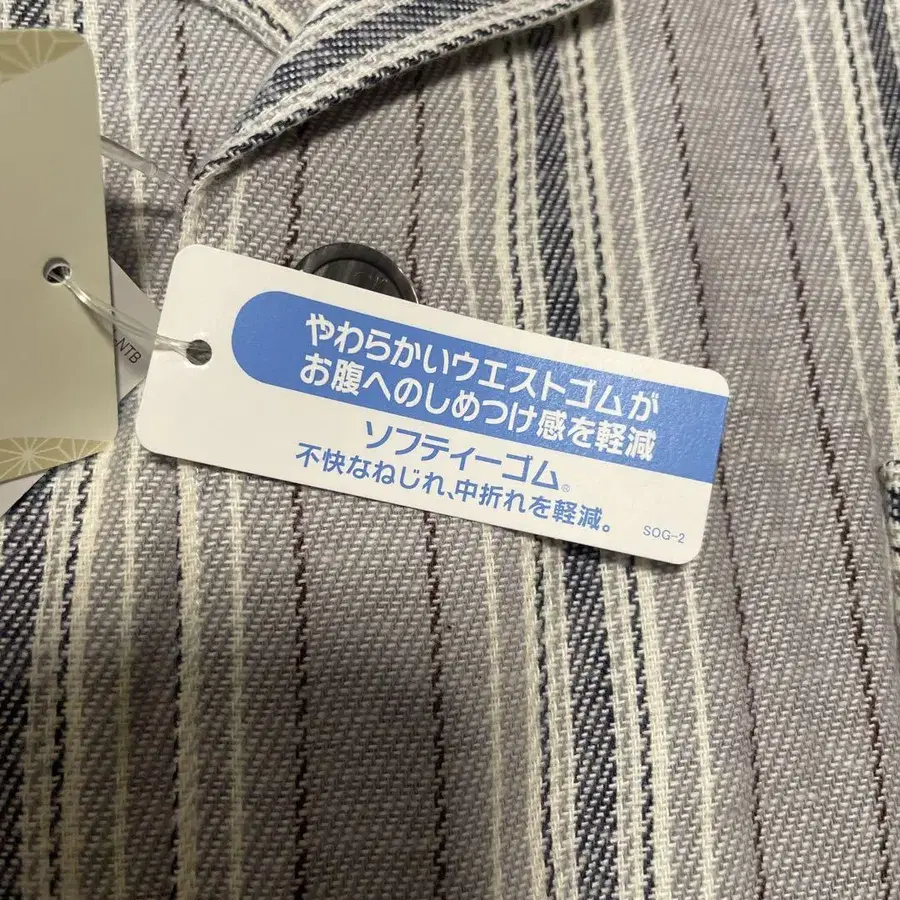 やわらかいウエストゴムが
お腹へのしめつけ感を軽減
ソフティーゴム®
不快なねじれ、中折れを軽減。
SOG-2
-NTB